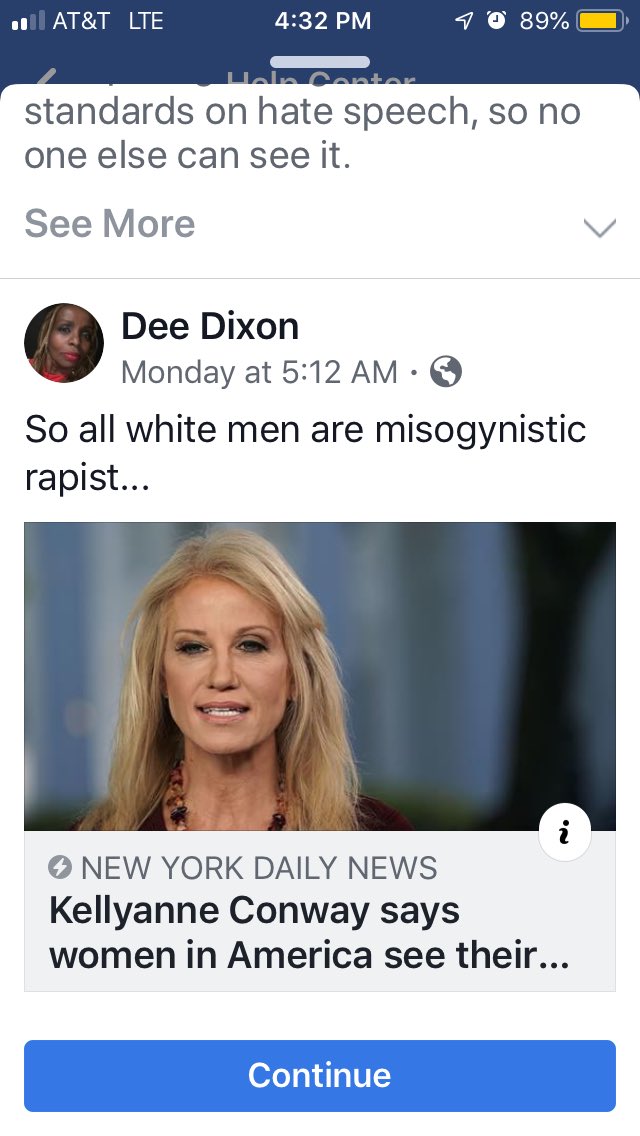 AT&T LTE 4:32 PM 89%
Help Center
standards on hate speech, so no
one else can see it.
See More
Dee Dixon
Monday at 5:12 AM ·
So all white men are misogynistic
rapist...
i
NEW YORK DAILY NEWS
Kellyanne Conway says
women in America see their...
Continue